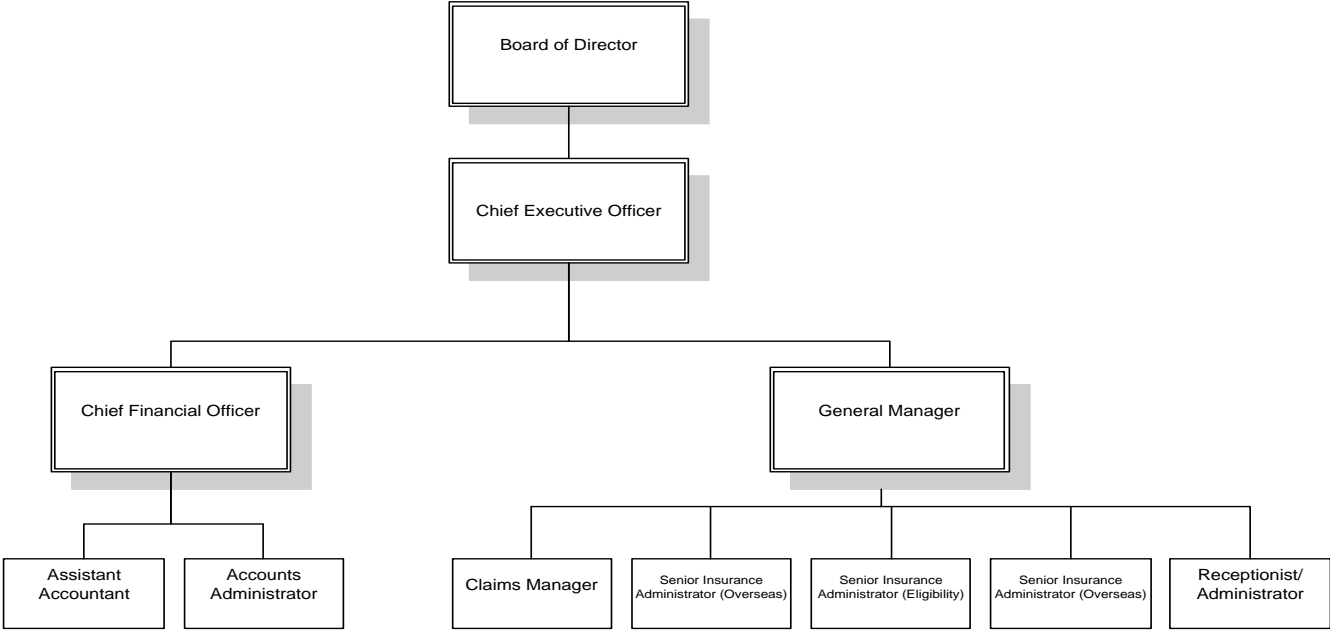 Board of Director
Chief Executive Officer
Chief Financial Officer
General Manager
Assistant
Accountant
Accounts
Administrator
Claims Manager
Senior Insurance
Administrator (Overseas)
Senior Insurance
Administrator (Eligibility)
Senior Insurance
Administrator (Overseas)
Receptionist/
Administrator